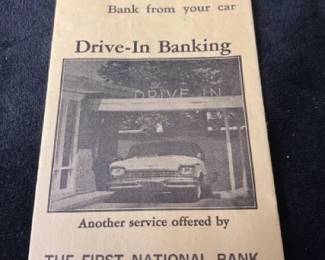 Bank from your car
Drive-In Banking
DRIVE IN
Another service offered by
THE FIRST NATIONAL BANK